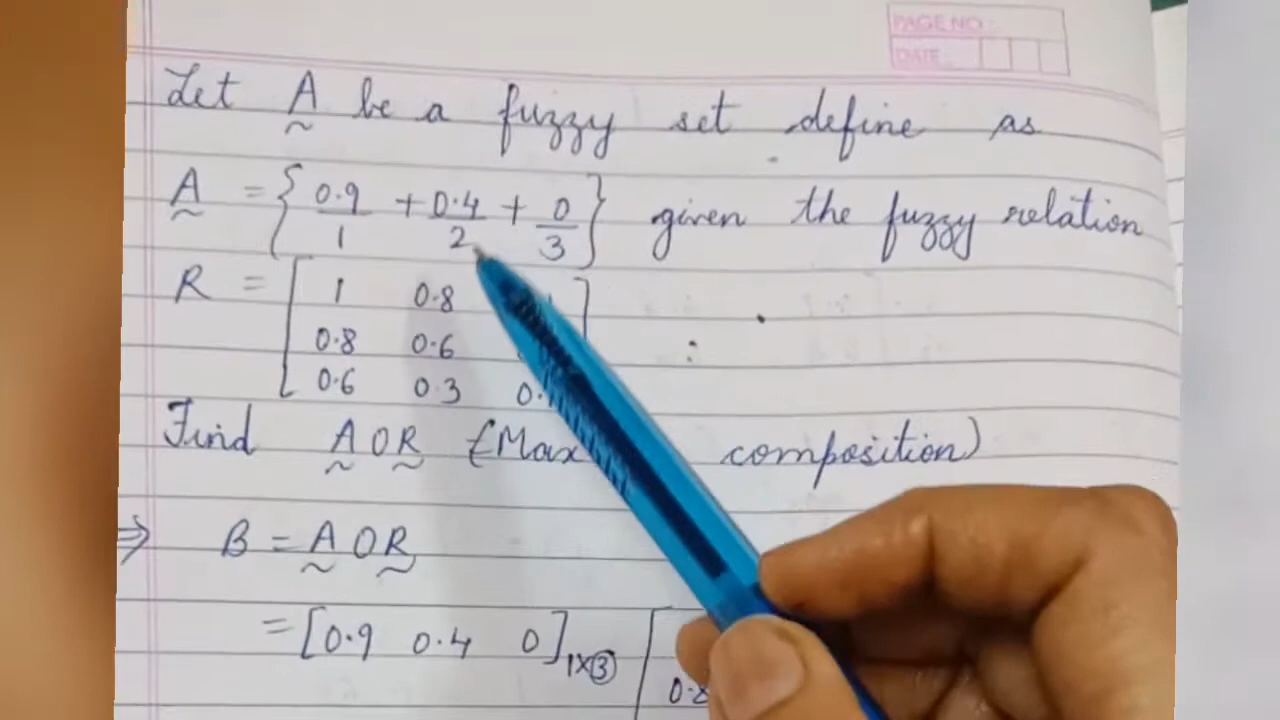 PAGE NO:
DATE
Let A be a fuzzy set define as
A = { 0.9/1 + 0.4/2 + 0/3 } given the fuzzy relation
R = [ 1 0.8
0.8 0.6
0.6 0.3 0.
Find A O R (Max composition)
⇒ B = A O R
= [0.9 0.4 0]1×3 [
0.8